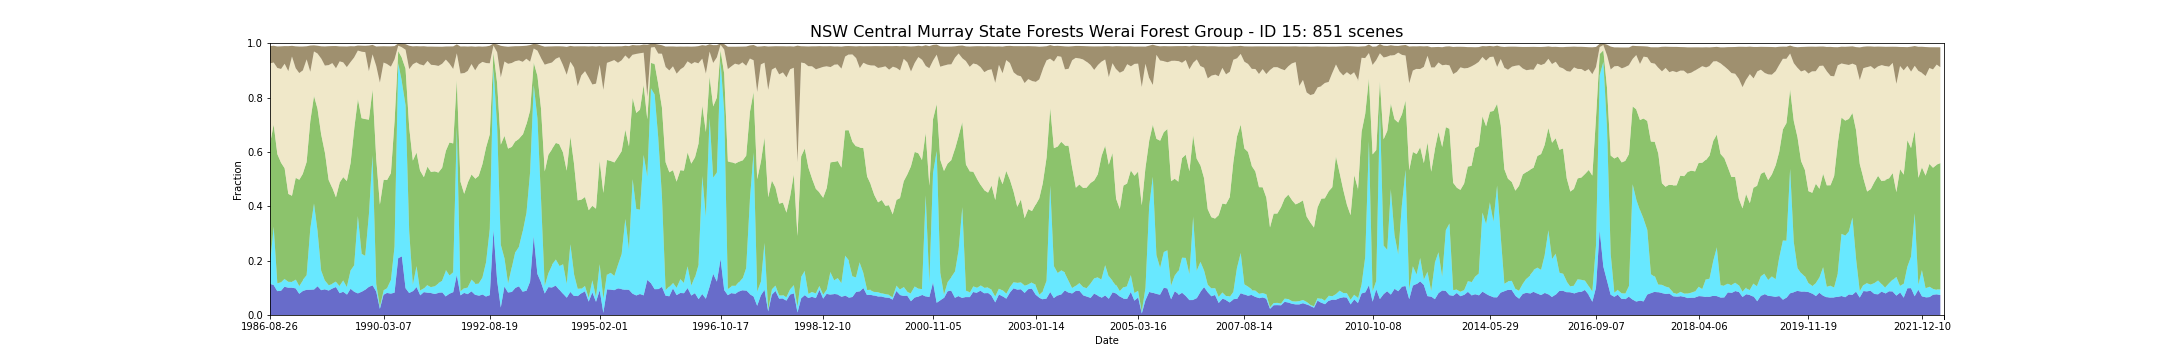 NSW Central Murray State Forests Werai Forest Group - ID 15: 851 scenes
1.0
0.8
0.6
0.4
0.2
0.0
Fraction
1986-08-26 1990-03-07 1992-08-19 1995-02-01 1996-10-17 1998-12-10 2000-11-05 2003-01-14 2005-03-16 2007-08-14 2010-10-08 2014-05-29 2016-09-07 2018-04-06 2019-11-19 2021-12-10
Date